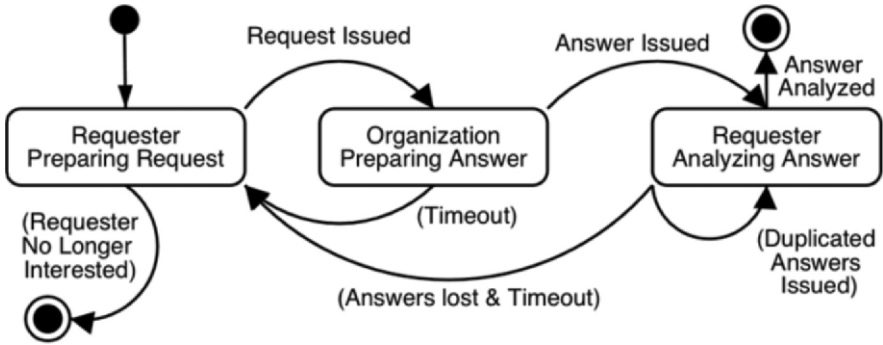 Request Issued
Answer Issued
Answer
Analyzed
Requester
Preparing Request
Organization
Preparing Answer
Requester
Analyzing Answer
(Requester
No Longer
Interested)
(Timeout)
(Duplicated
Answers
Issued)
(Answers lost & Timeout)